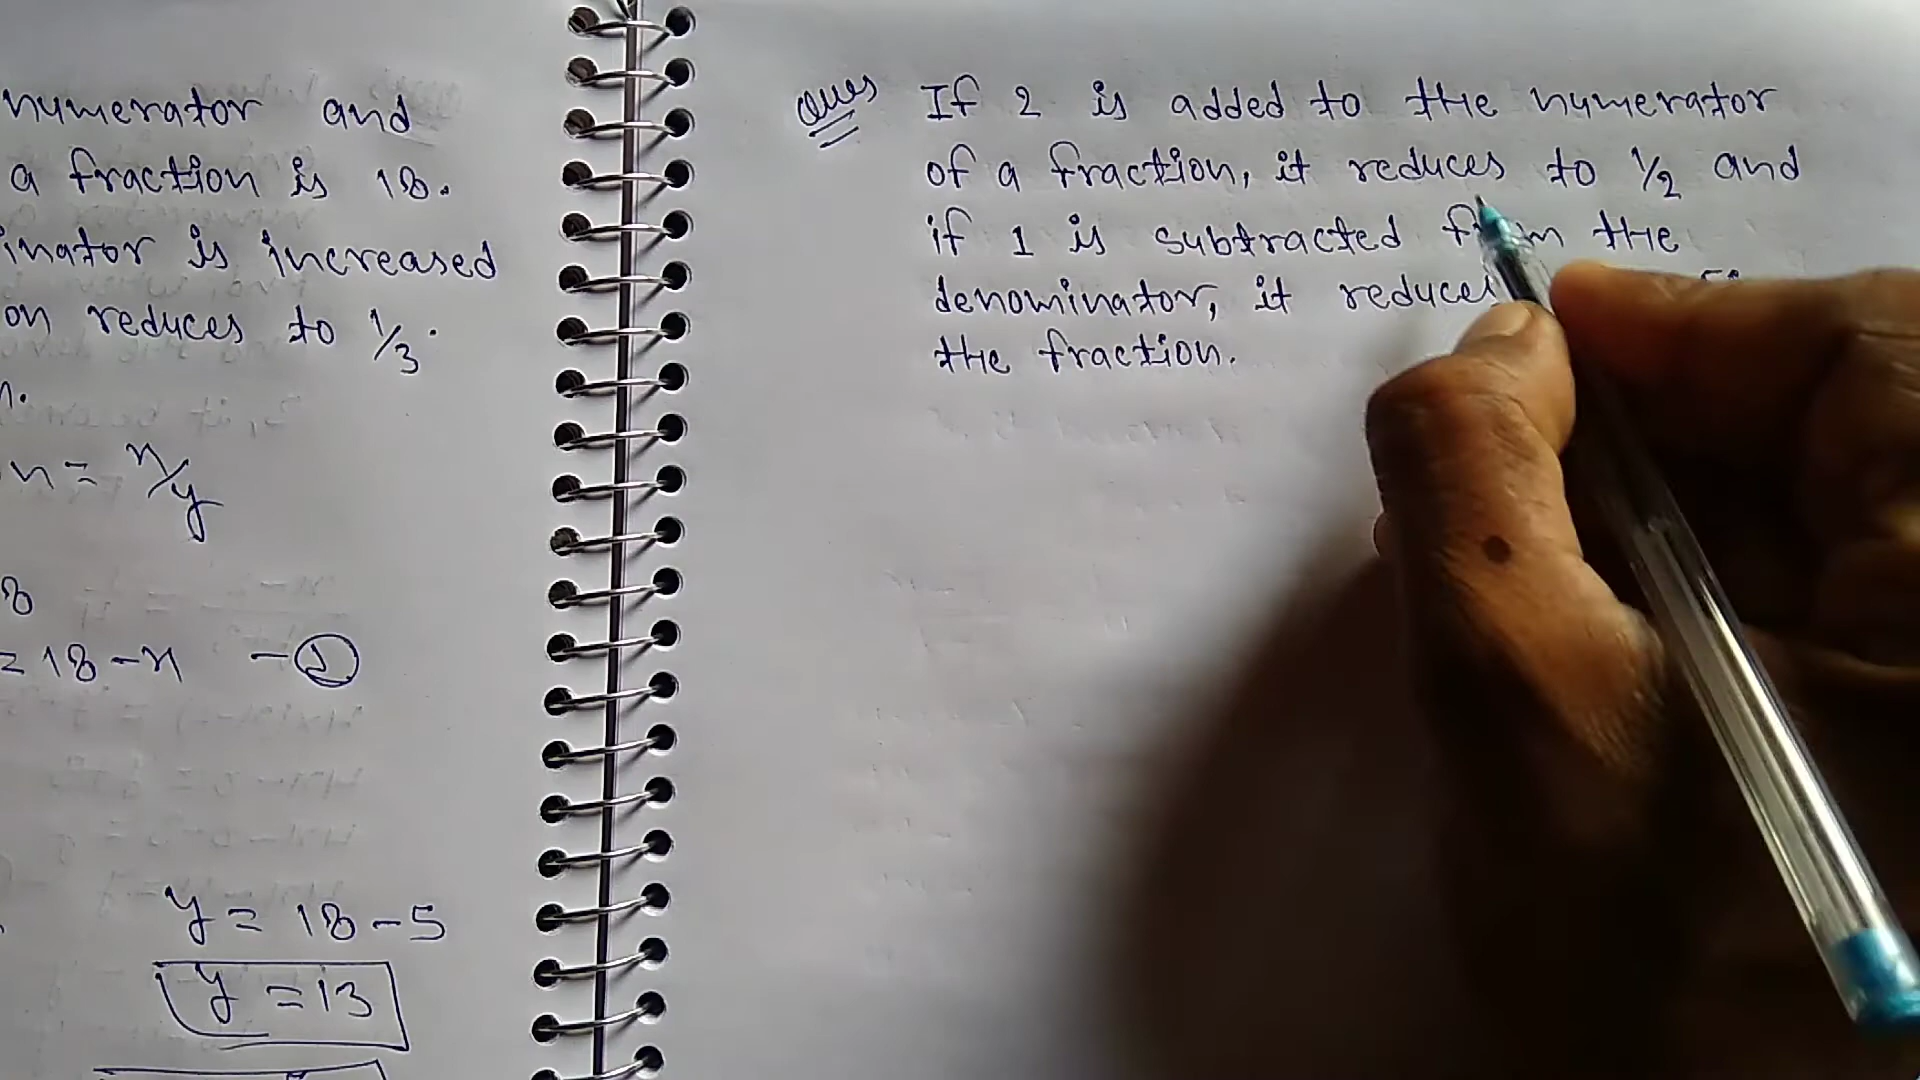 numerator and
a fraction is 18.
inator is increased
on reduces to 1/3.
n.
n = x/y
8
= 18 - x - 1
y = 18 - 5
y = 13
Ques If 2 is added to the numerator
of a fraction, it reduces to 1/2 and
if 1 is subtracted from the
denominator, it reduces
the fraction.